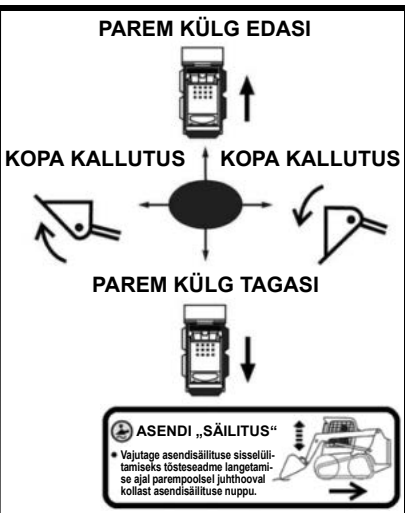 PAREM KÜLG EDASI
KOPA KALLUTUS KOPA KALLUTUS
PAREM KÜLG TAGASI
ASENDI „SÄILITUS“
• Vajutage asendisäilituse sisselüli-
tamiseks tõsteseadme langetami-
se ajal parempoolsel juhthooval
kollast asendisäilituse nuppu.